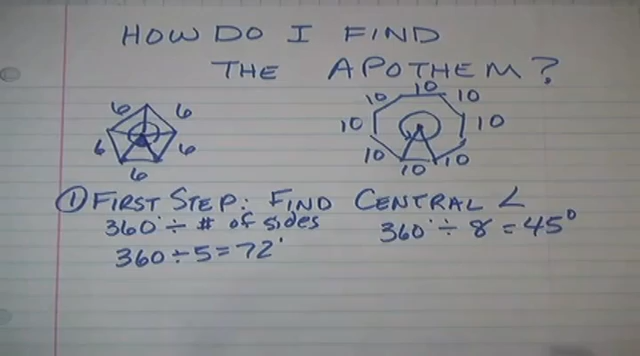 HOW DO I FIND
THE APOTHEM?
6 6
6 6
6
10 10 10
10 10
10 10 10
① FIRST STEP: FIND CENTRAL <
360° ÷ # of sides
360° ÷ 8 = 45°
360 ÷ 5 = 72°